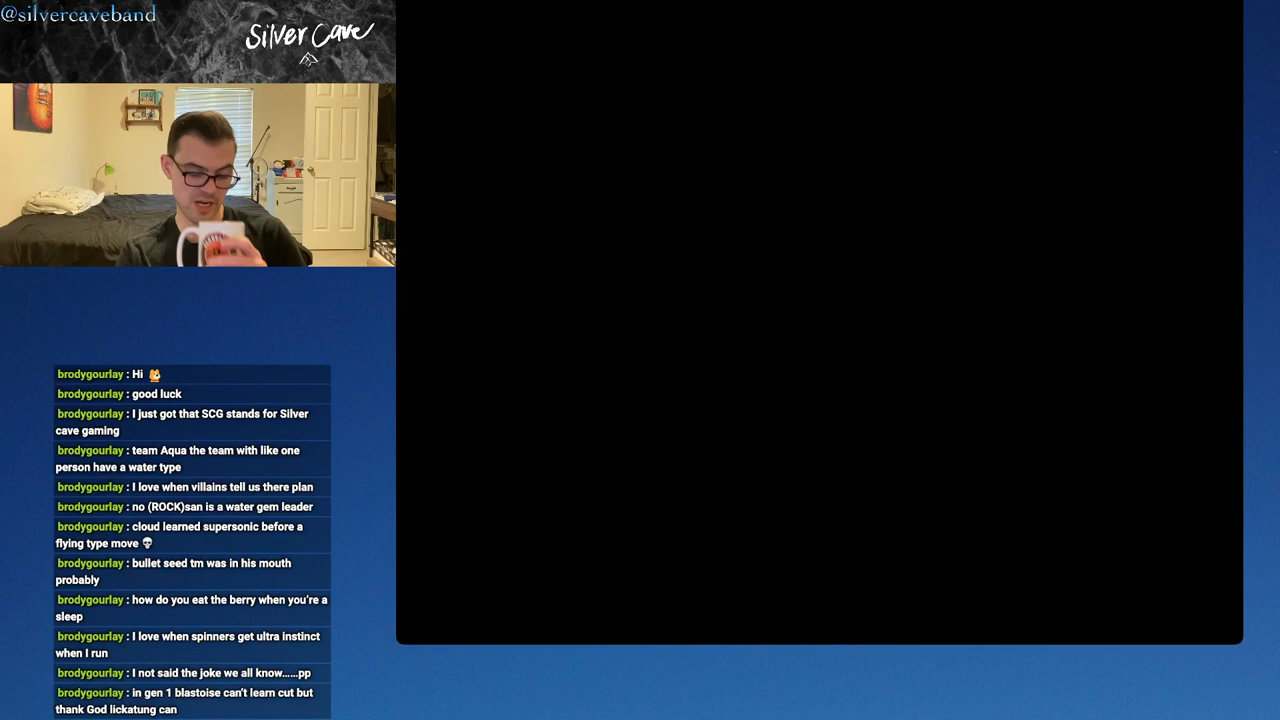 @silvercaveband
Silver Cave
brodygourlay : Hi
brodygourlay : good luck
brodygourlay : I just got that SCG stands for Silver
cave gaming
brodygourlay : team Aqua the team with like one
person have a water type
brodygourlay : I love when villains tell us there plan
brodygourlay : no (ROCK)san is a water gem leader
brodygourlay : cloud learned supersonic before a
flying type move 💀
brodygourlay : bullet seed tm was in his mouth
probably
brodygourlay : how do you eat the berry when you're a
sleep
brodygourlay : I love when spinners get ultra instinct
when I run
brodygourlay : I not said the joke we all know......pp
brodygourlay : in gen 1 blastoise can't learn cut but
thank God lickatung can